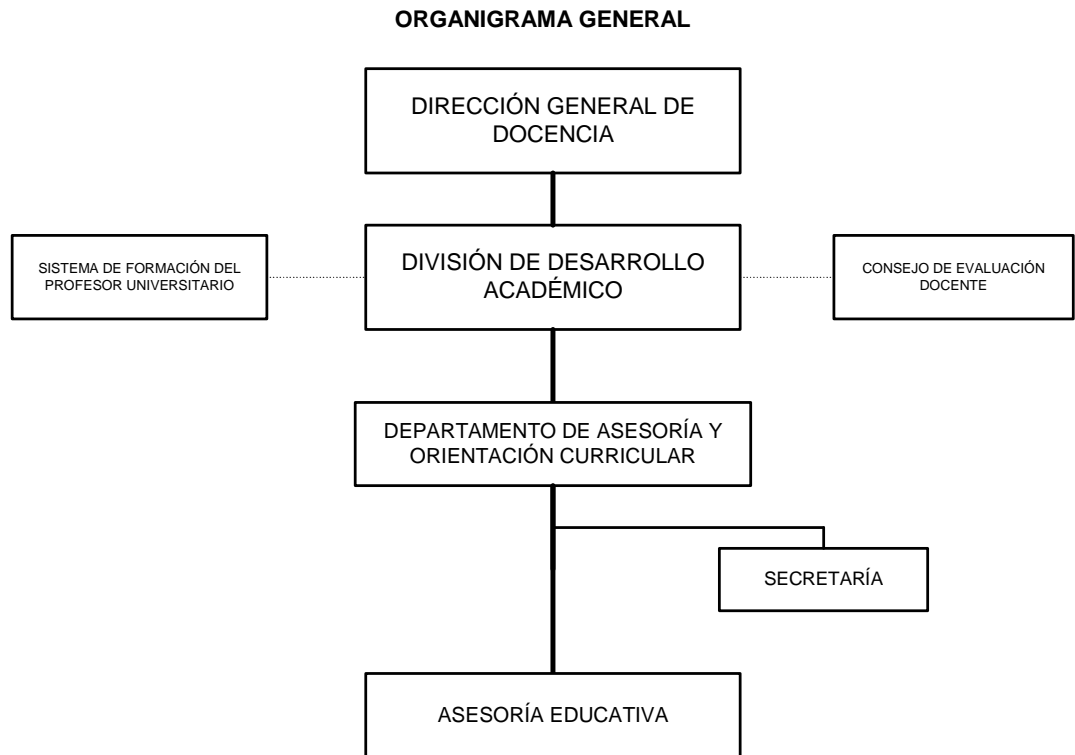 ORGANIGRAMA GENERAL
DIRECCIÓN GENERAL DE
DOCENCIA
SISTEMA DE FORMACIÓN DEL
PROFESOR UNIVERSITARIO
DIVISIÓN DE DESARROLLO
ACADÉMICO
CONSEJO DE EVALUACIÓN
DOCENTE
DEPARTAMENTO DE ASESORÍA Y
ORIENTACIÓN CURRICULAR
SECRETARÍA
ASESORÍA EDUCATIVA